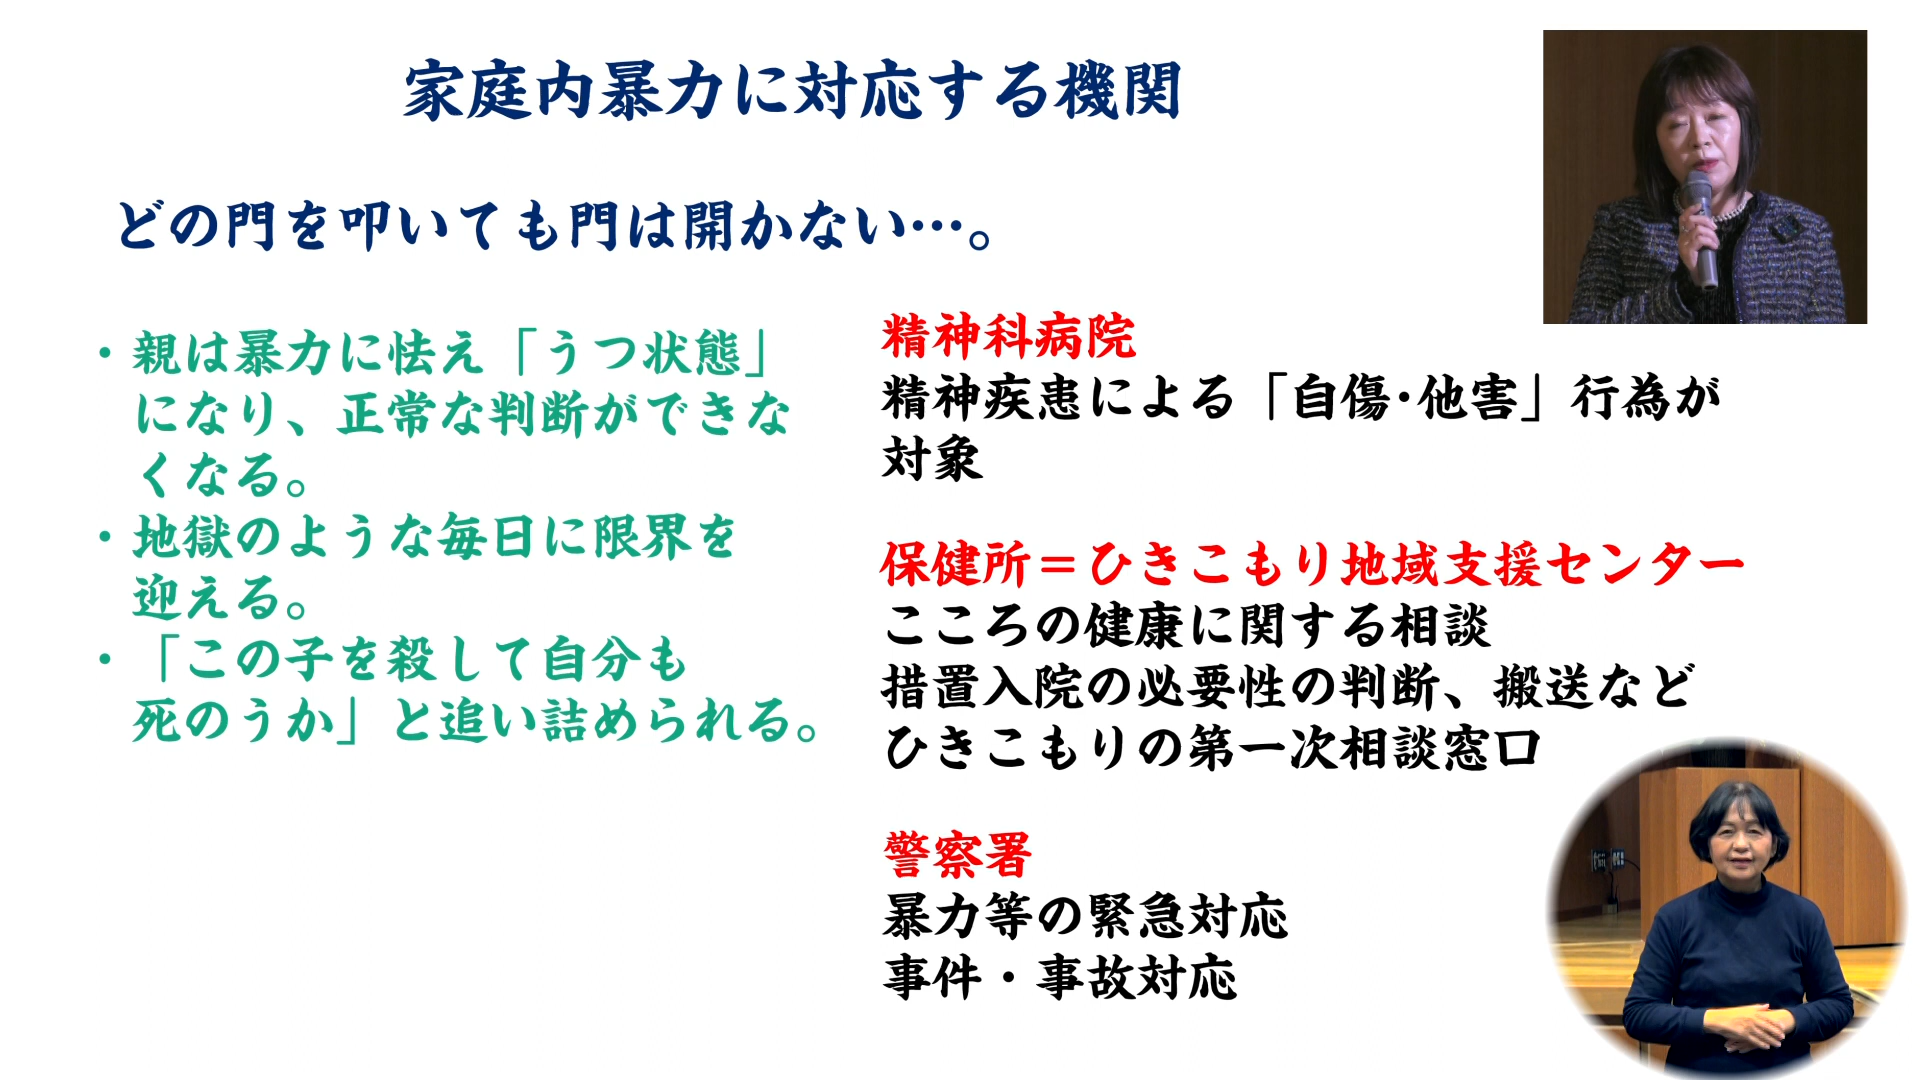 家庭内暴力に対応する機関
どの門を叩いても門は開かない…。
・親は暴力に怯え「うつ状態」
になり、正常な判断ができな
くなる。
・地獄のような毎日に限界を
迎える。
・「この子を殺して自分も
死のうか」と追い詰められる。
精神科病院
精神疾患による「自傷・他害」行為が
対象
保健所＝ひきこもり地域支援センター
こころの健康に関する相談
措置入院の必要性の判断、搬送など
ひきこもりの第一次相談窓口
警察署
暴力等の緊急対応
事件・事故対応